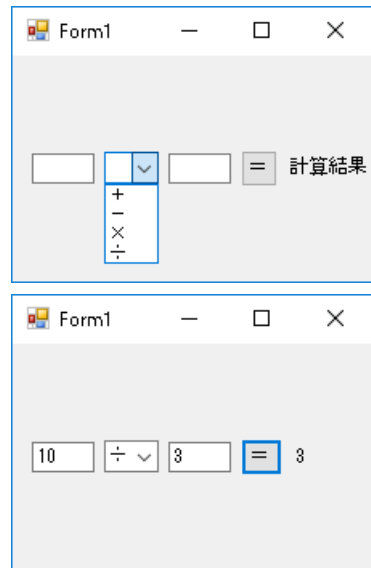 Form1
= 計算結果
+
−
×
÷
Form1
10 ÷ 3 = 3